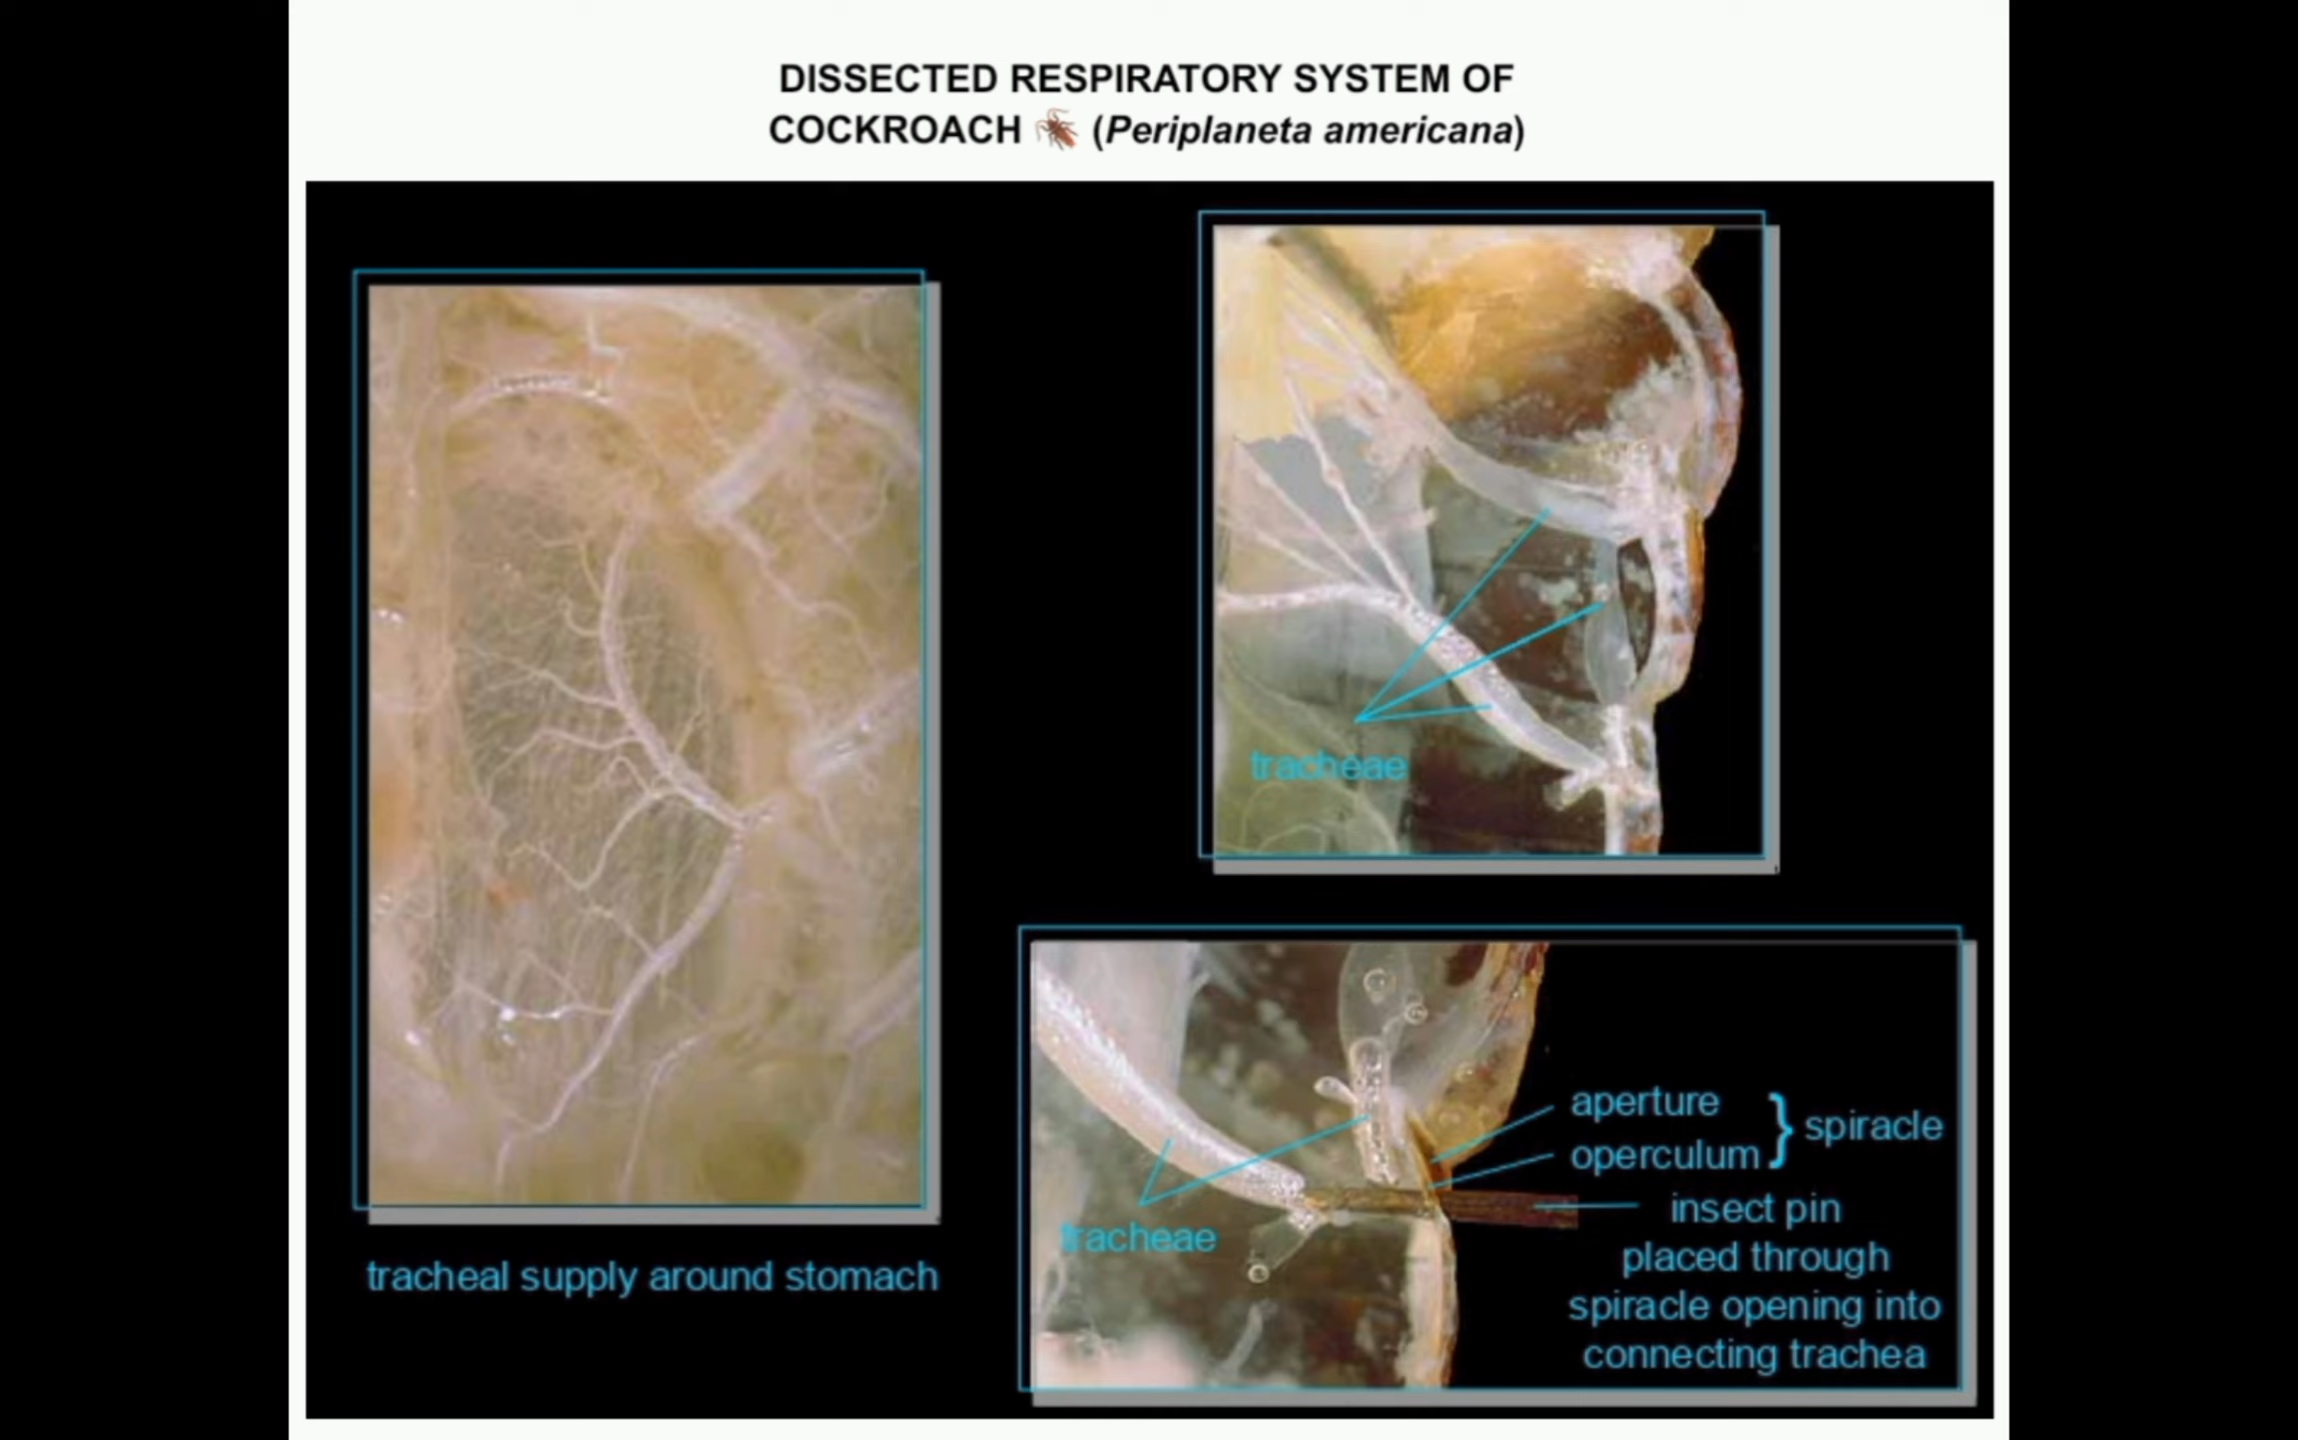 DISSECTED RESPIRATORY SYSTEM OF
COCKROACH 🪳 (Periplaneta americana)
tracheae
tracheal supply around stomach
aperture
operculum } spiracle
insect pin
placed through
spiracle opening into
connecting trachea
tracheae